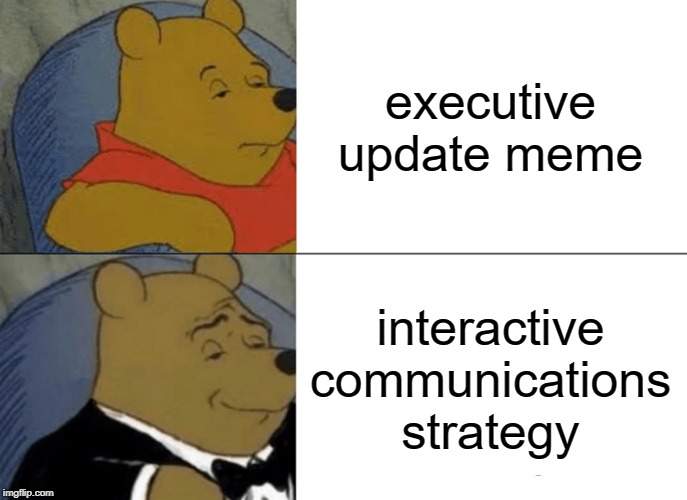 executive
update meme
interactive
communications
strategy
imgflip.com